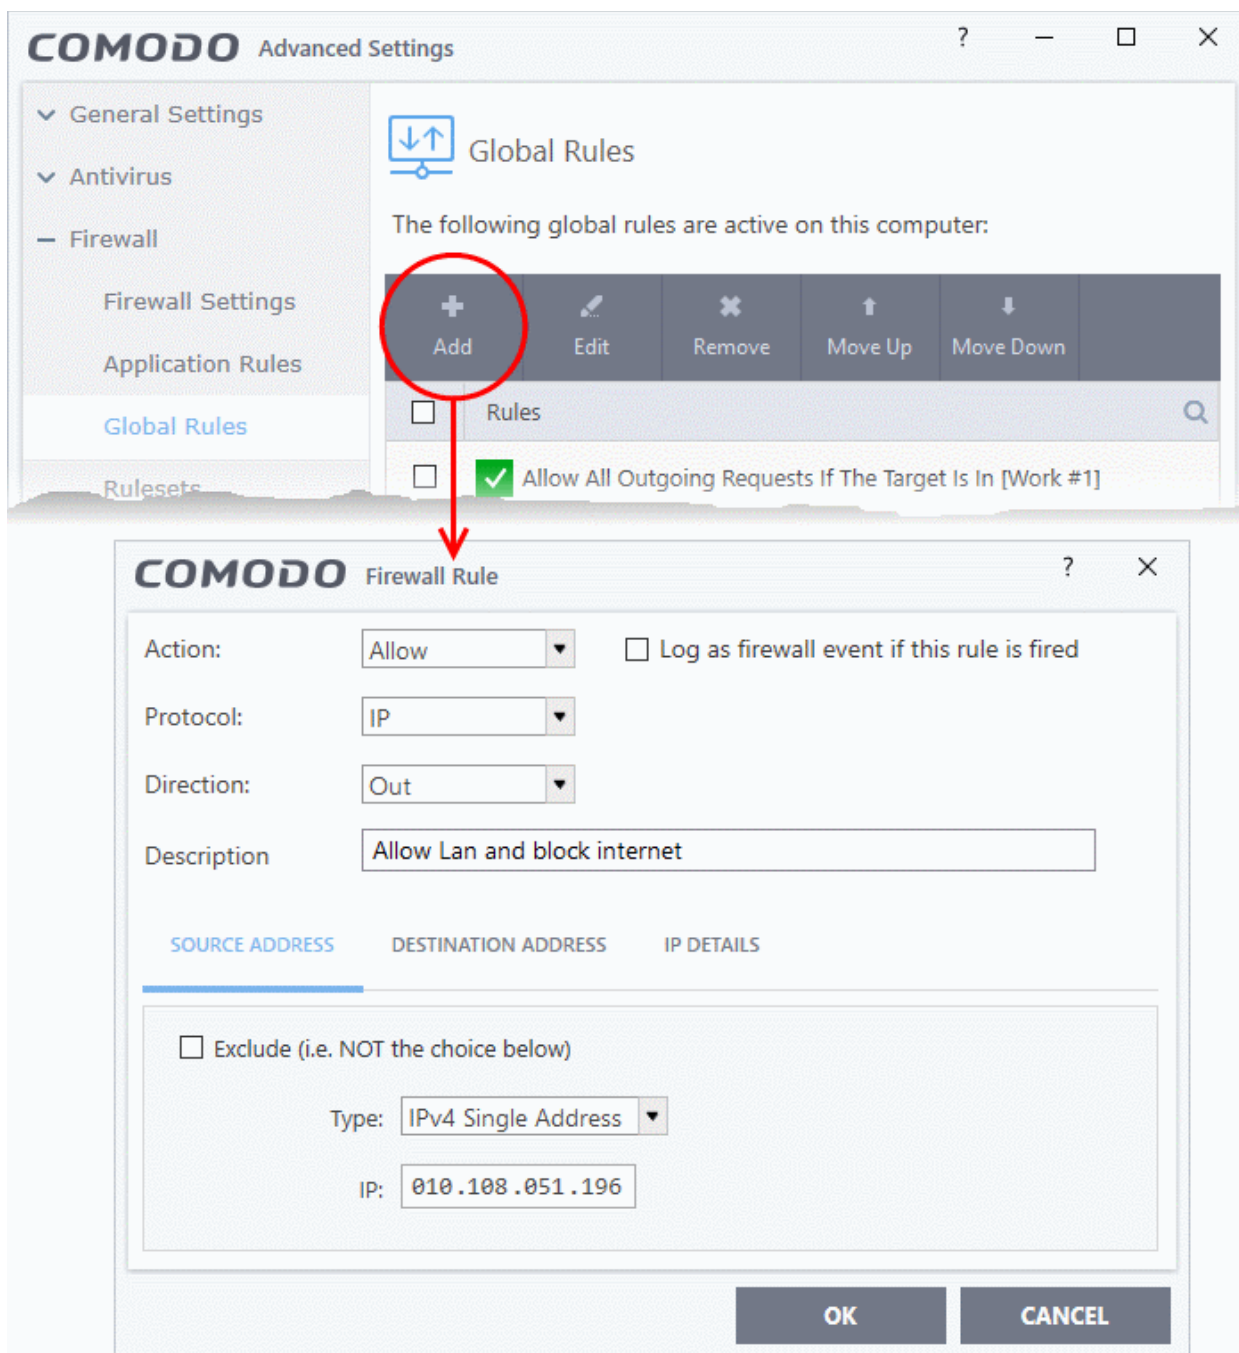 COMODO Advanced Settings ?
General Settings
Antivirus
Firewall
Firewall Settings
Application Rules
Global Rules
Rulesets
Global Rules
The following global rules are active on this computer:
Add Edit Remove Move Up Move Down
Rules
Allow All Outgoing Requests If The Target Is In [Work #1]
COMODO Firewall Rule ?
Action: Allow Log as firewall event if this rule is fired
Protocol: IP
Direction: Out
Description Allow Lan and block internet
SOURCE ADDRESS DESTINATION ADDRESS IP DETAILS
Exclude (i.e. NOT the choice below)
Type: IPv4 Single Address
IP: 010.108.051.196
OK CANCEL